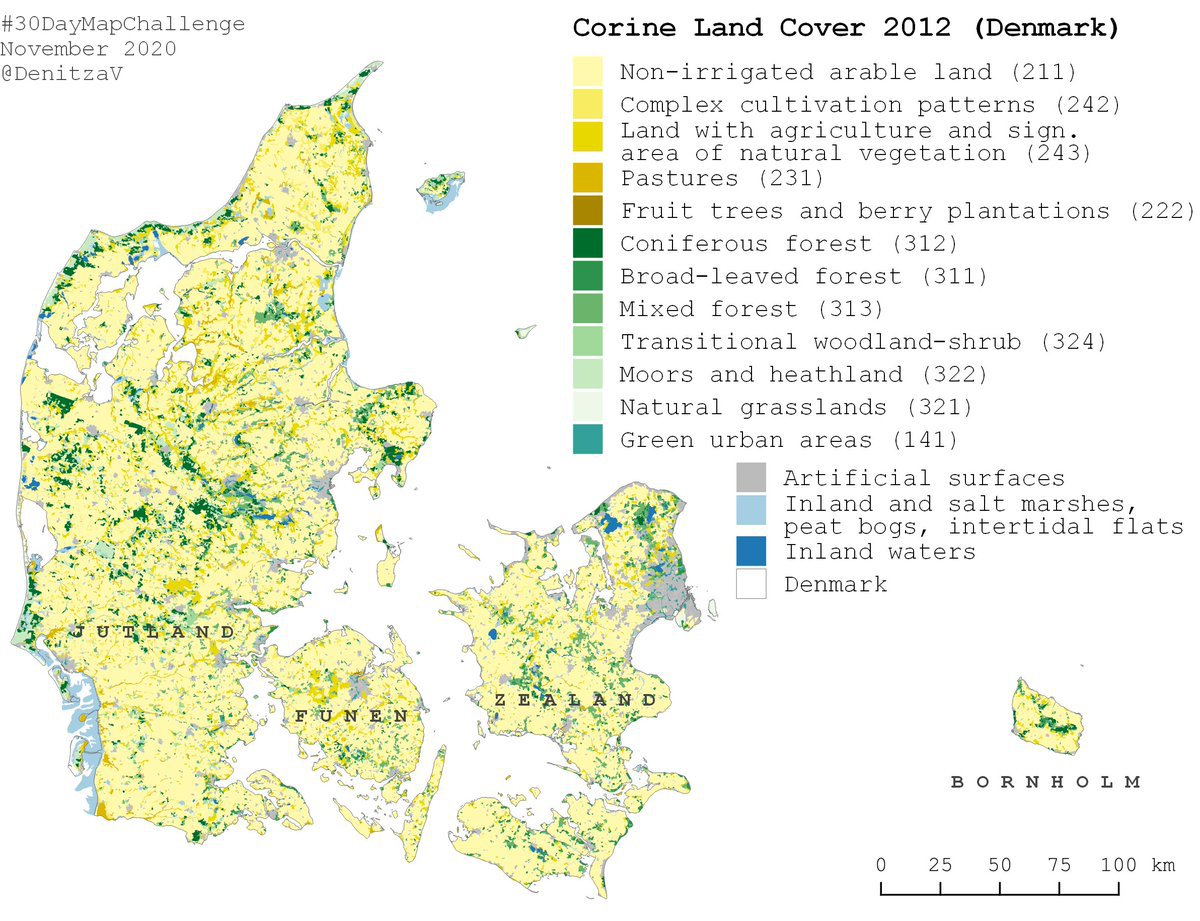 #30DayMapChallenge
November 2020
@DenitzaV
Corine Land Cover 2012 (Denmark)
Non-irrigated arable land (211)
Complex cultivation patterns (242)
Land with agriculture and sign.
area of natural vegetation (243)
Pastures (231)
Fruit trees and berry plantations (222)
Coniferous forest (312)
Broad-leaved forest (311)
Mixed forest (313)
Transitional woodland-shrub (324)
Moors and heathland (322)
Natural grasslands (321)
Green urban areas (141)
Artificial surfaces
Inland and salt marshes,
peat bogs, intertidal flats
Inland waters
Denmark
JUTLAND
FUNEN
ZEALAND
BORNHOLM
0 25 50 75 100 km